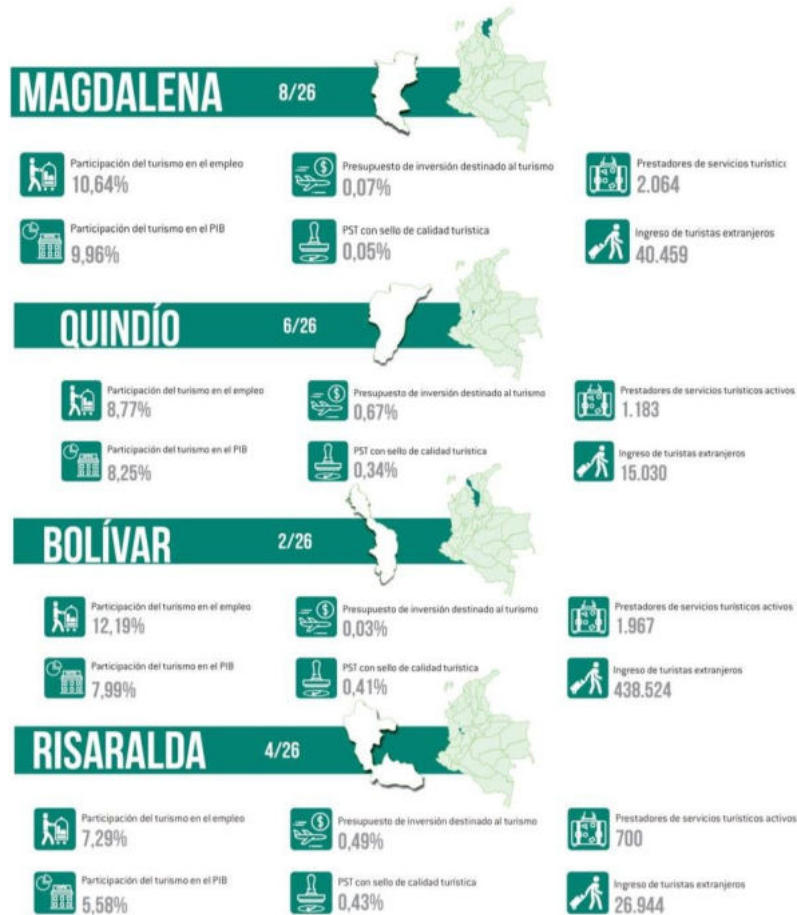 MAGDALENA 8/26
Participación del turismo en el empleo
10,64%
Presupuesto de inversión destinado al turismo
0,07%
Prestadores de servicios turístic
2.064
Participación del turismo en el PIB
9,96%
PST con sello de calidad turística
0,05%
Ingreso de turistas extranjeros
40.459
QUINDÍO 6/26
Participación del turismo en el empleo
8,77%
Presupuesto de inversión destinado al turismo
0,67%
Prestadores de servicios turísticos activos
1.183
Participación del turismo en el PIB
8,25%
PST con sello de calidad turística
0,34%
Ingreso de turistas extranjeros
15.030
BOLÍVAR 2/26
Participación del turismo en el empleo
12,19%
Presupuesto de inversión destinado al turismo
0,03%
Prestadores de servicios turísticos activos
1.967
Participación del turismo en el PIB
7,99%
PST con sello de calidad turística
0,41%
Ingreso de turistas extranjeros
438.524
RISARALDA 4/26
Participación del turismo en el empleo
7,29%
Presupuesto de inversión destinado al turismo
0,49%
Prestadores de servicios turísticos activos
700
Participación del turismo en el PIB
5,58%
PST con sello de calidad turística
0,43%
Ingreso de turistas extranjeros
26.944